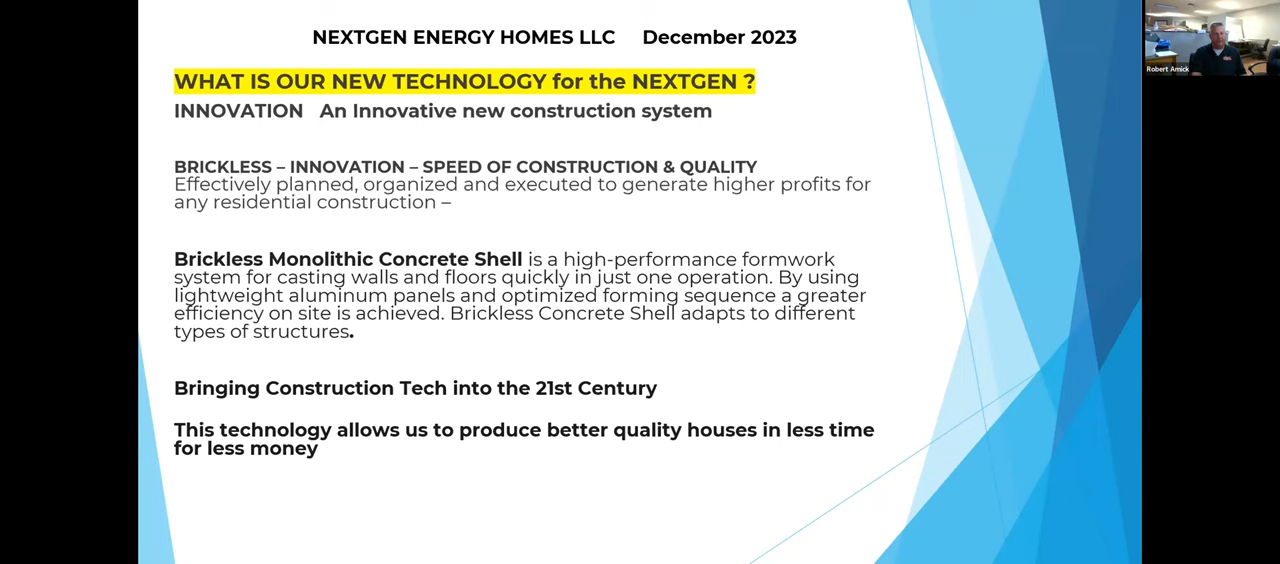 NEXTGEN ENERGY HOMES LLC December 2023
Robert Amick
WHAT IS OUR NEW TECHNOLOGY for the NEXTGEN ?
INNOVATION An Innovative new construction system
BRICKLESS – INNOVATION – SPEED OF CONSTRUCTION & QUALITY
Effectively planned, organized and executed to generate higher profits for
any residential construction –
Brickless Monolithic Concrete Shell is a high-performance formwork
system for casting walls and floors quickly in just one operation. By using
lightweight aluminum panels and optimized forming sequence a greater
efficiency on site is achieved. Brickless Concrete Shell adapts to different
types of structures.
Bringing Construction Tech into the 21st Century
This technology allows us to produce better quality houses in less time
for less money